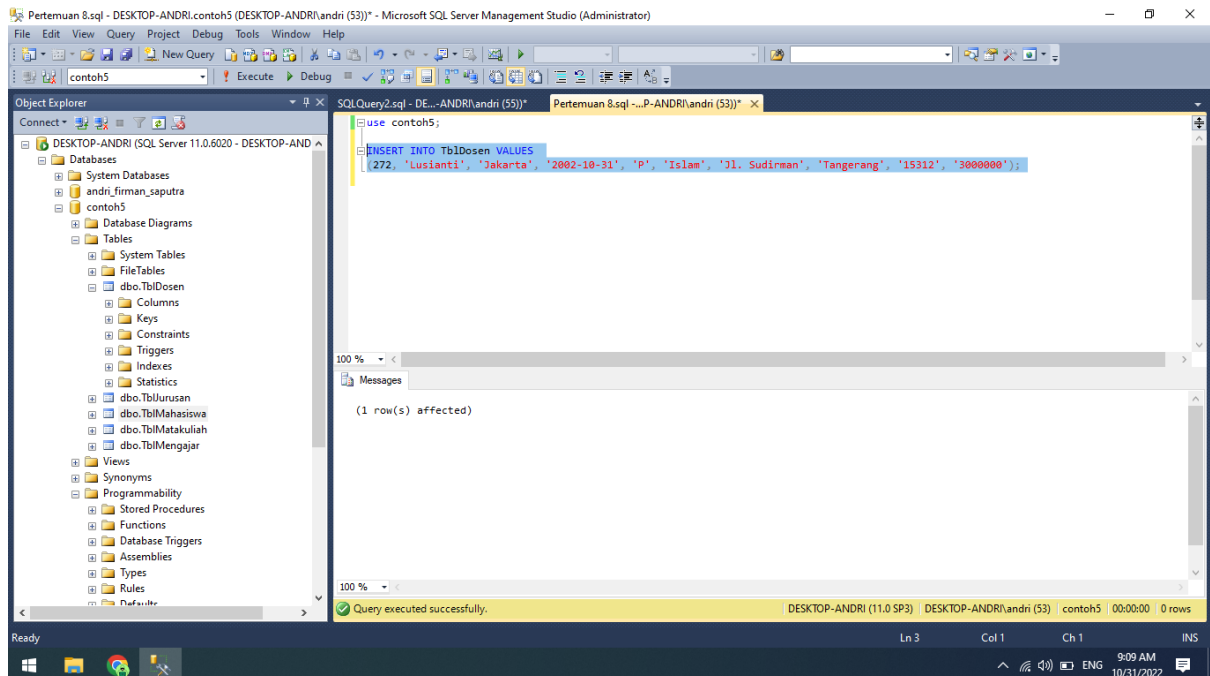 Pertemuan 8.sql - DESKTOP-ANDRI.contoh5 (DESKTOP-ANDRI\andri (53))* - Microsoft SQL Server Management Studio (Administrator)
File Edit View Query Project Debug Tools Window Help
New Query
contoh5 Execute Debug
Object Explorer
Connect
DESKTOP-ANDRI (SQL Server 11.0.6020 - DESKTOP-AND
Databases
System Databases
andri_firman_saputra
contoh5
Database Diagrams
Tables
System Tables
FileTables
dbo.TblDosen
Columns
Keys
Constraints
Triggers
Indexes
Statistics
dbo.TblJurusan
dbo.TblMahasiswa
dbo.TblMatakuliah
dbo.TblMengajar
Views
Synonyms
Programmability
Stored Procedures
Functions
Database Triggers
Assemblies
Types
Rules
Defaults
SQLQuery2.sql - DE...-ANDRI\andri (55))* Pertemuan 8.sql -...P-ANDRI\andri (53))*
use contoh5;
INSERT INTO TblDosen VALUES
(272, 'Lusianti', 'Jakarta', '2002-10-31', 'P', 'Islam', 'Jl. Sudirman', 'Tangerang', '15312', '3000000');
100 %
Messages
(1 row(s) affected)
100 %
Query executed successfully. DESKTOP-ANDRI (11.0 SP3) DESKTOP-ANDRI\andri (53) contoh5 00:00:00 0 rows
Ready Ln 3 Col 1 Ch 1 INS
ENG 9:09 AM
10/31/2022